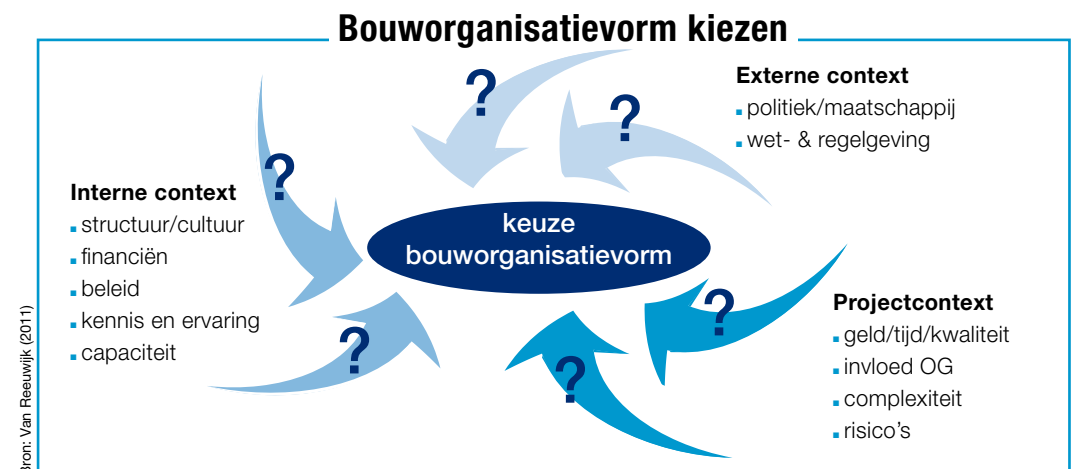 Bouworganisatievorm kiezen
Externe context
politiek/maatschappij
wet- & regelgeving
Interne context
structuur/cultuur
financiën
beleid
kennis en ervaring
capaciteit
keuze
bouworganisatievorm
Projectcontext
geld/tijd/kwaliteit
invloed OG
complexiteit
risico's
?
?
?
?
?
?
Bron: Van Reeuwijk (2011)